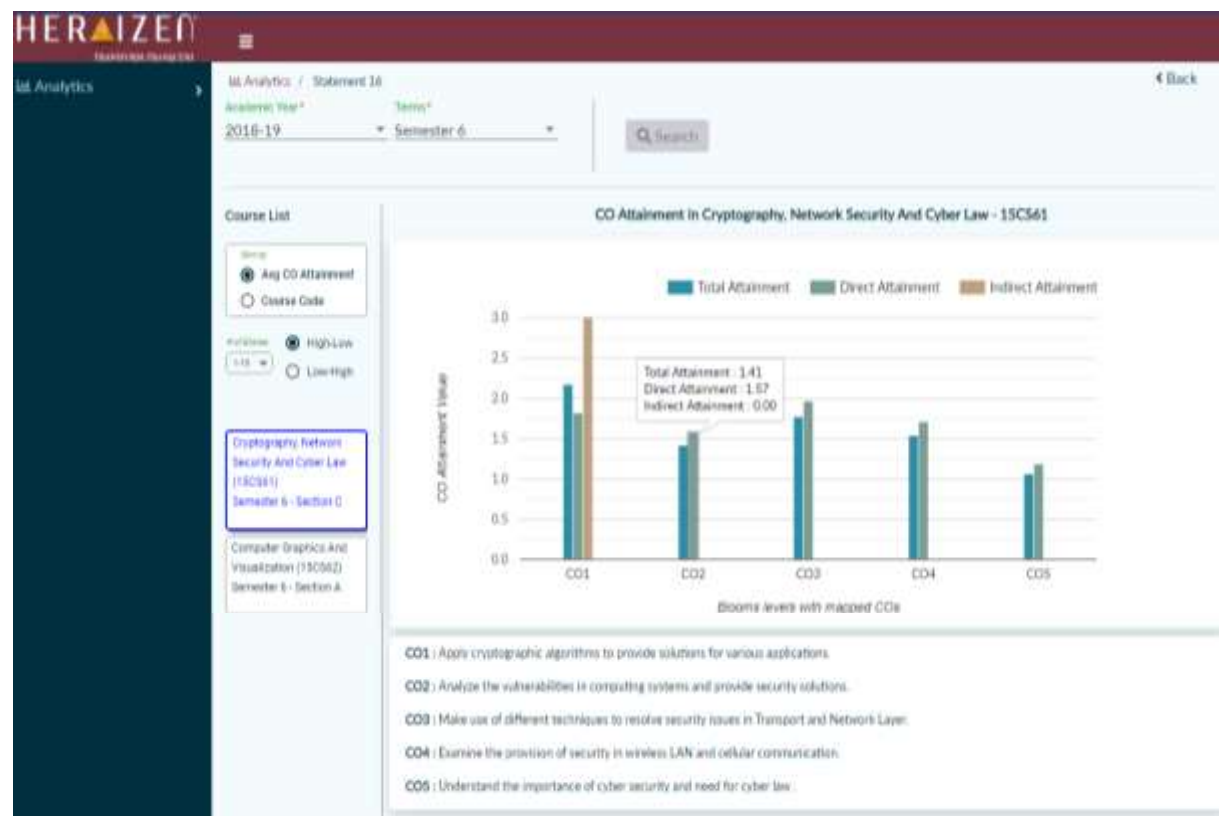 HERAIZEN
Analytics
Analytics / Statement 16
Back
Academic Year*
Terms*
2018-19
Semester 6
Search
Course List
Avg CO Attainment
Course Code
High-Low
Low-High
Cryptography, Network
Security And Cyber Law
(15CS61)
Semester 6 - Section C
Computer Graphics And
Visualization (15CS62)
Semester 6 - Section A
CO Attainment in Cryptography, Network Security And Cyber Law - 15CS61
Total Attainment
Direct Attainment
Indirect Attainment
3.0
2.5
2.0
1.5
1.0
0.5
0.0
CO Attainment Value
Total Attainment : 1.41
Direct Attainment : 1.57
Indirect Attainment : 0.00
CO1
CO2
CO3
CO4
CO5
Blooms levels with mapped COs
CO1 : Apply cryptographic algorithms to provide solutions for various applications.
CO2 : Analyze the vulnerabilities in computing systems and provide security solutions.
CO3 : Make use of different techniques to resolve security issues in Transport and Network Layer.
CO4 : Examine the provision of security in wireless LAN and cellular communication.
CO5 : Understand the importance of cyber security and need for cyber law .